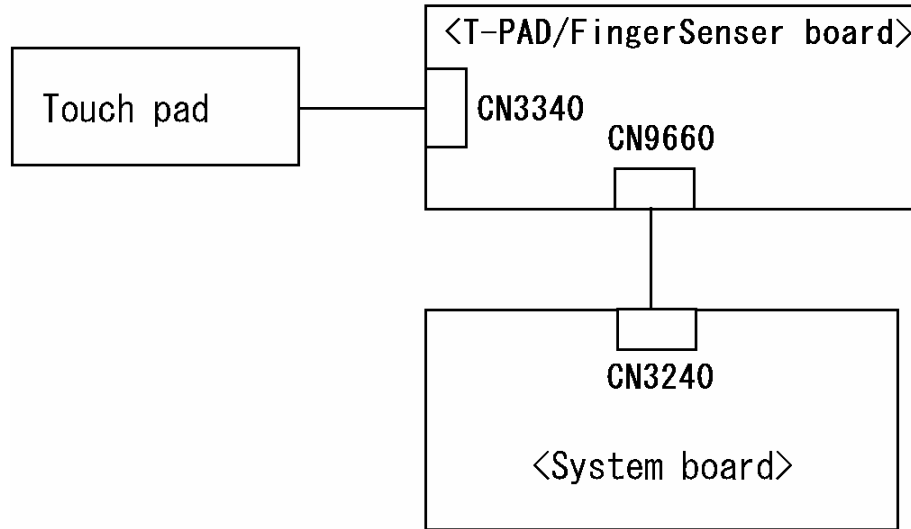 <T-PAD/FingerSenser board>
Touch pad
CN3340
CN9660
CN3240
<System board>